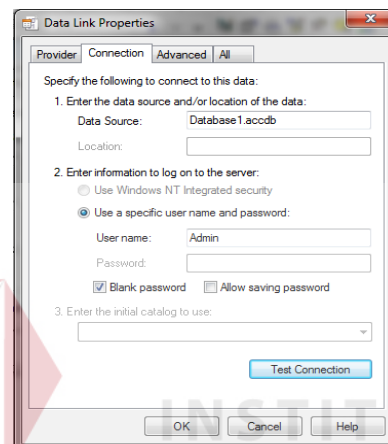 Data Link Properties
Provider Connection Advanced All
Specify the following to connect to this data:
1. Enter the data source and/or location of the data:
Data Source: Database1.accdb
Location:
2. Enter information to log on to the server:
Use Windows NT Integrated security
Use a specific user name and password:
User name: Admin
Password:
Blank password Allow saving password
3. Enter the initial catalog to use:
Test Connection
OK Cancel Help
INSTIT